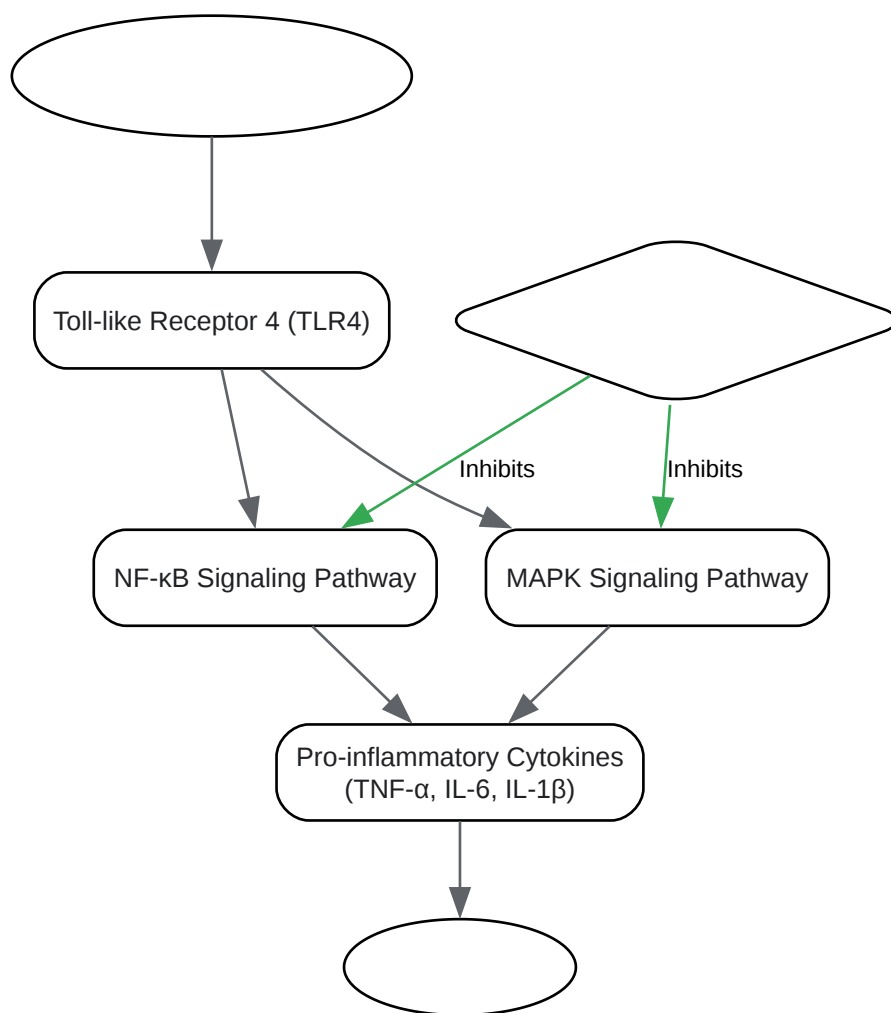 Toll-like Receptor 4 (TLR4)
Inhibits
Inhibits
NF-κB Signaling Pathway
MAPK Signaling Pathway
Pro-inflammatory Cytokines
(TNF-α, IL-6, IL-1β)